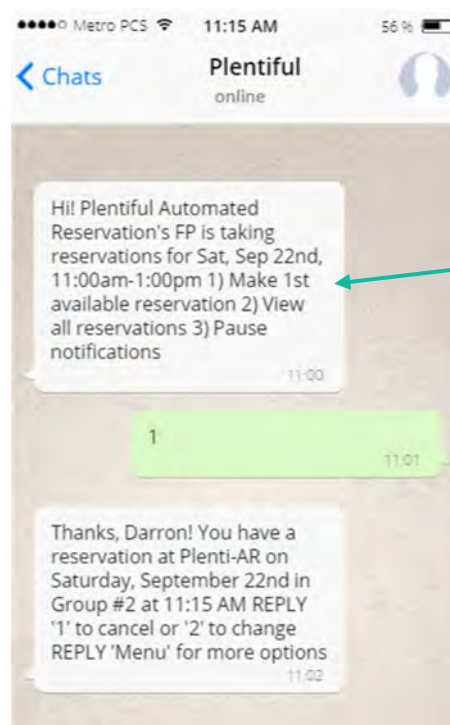 Metro PCS 11:15 AM 56 %
Chats Plentiful
online
Hi! Plentiful Automated
Reservation's FP is taking
reservations for Sat, Sep 22nd,
11:00am-1:00pm 1) Make 1st
available reservation 2) View
all reservations 3) Pause
notifications
11:00
1
11:01
Thanks, Darron! You have a
reservation at Plenti-AR on
Saturday, September 22nd in
Group #2 at 11:15 AM REPLY
'1' to cancel or '2' to change
REPLY 'Menu' for more options
11:02